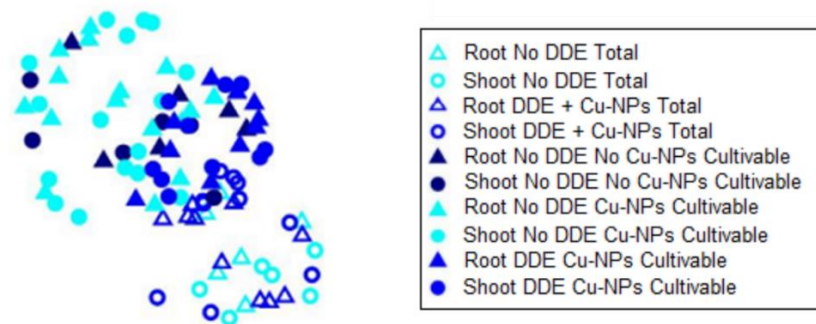 Root No DDE Total
Shoot No DDE Total
Root DDE + Cu-NPs Total
Shoot DDE + Cu-NPs Total
Root No DDE No Cu-NPs Cultivable
Shoot No DDE No Cu-NPs Cultivable
Root No DDE Cu-NPs Cultivable
Shoot No DDE Cu-NPs Cultivable
Root DDE Cu-NPs Cultivable
Shoot DDE Cu-NPs Cultivable